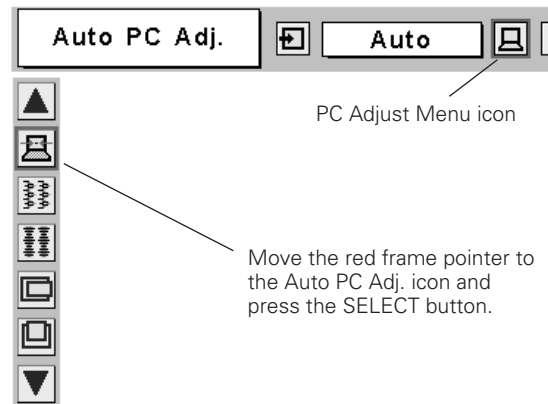 Auto PC Adj.
Auto
PC Adjust Menu icon
Move the red frame pointer to
the Auto PC Adj. icon and
press the SELECT button.